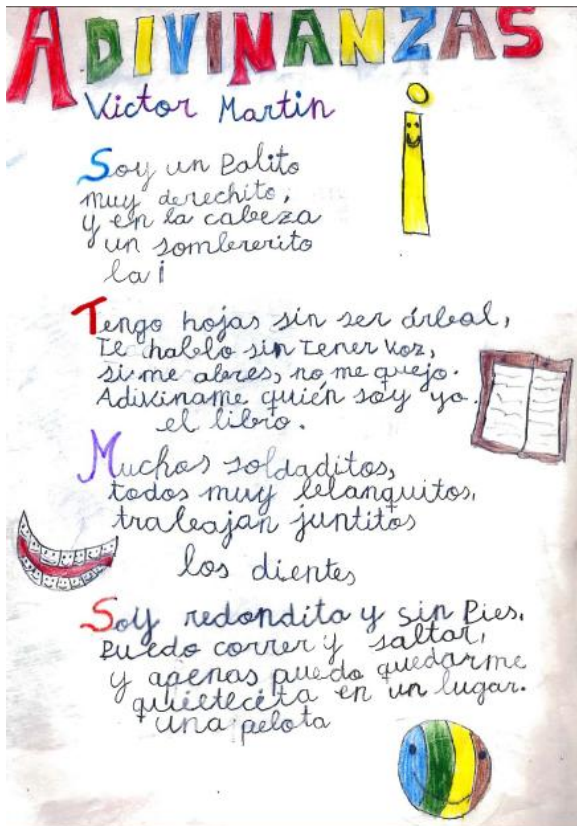 ADIVINANZAS
Victor Martin
Soy un Palito
muy derechito,
y en la cabeza
un sombrererito
la i
Tengo hojas sin ser árbol,
Te hablo sin Tener voz,
si me abres, no me quejo.
Adiviname quién soy yo.
el libro.
Muchos soldaditos,
todos muy blanquitos,
trabajan juntitos
los dientes
Soy redondita y sin Pies.
Puedo correr y saltar,
y apenas puedo quedarme
quietecita en un lugar.
una pelota